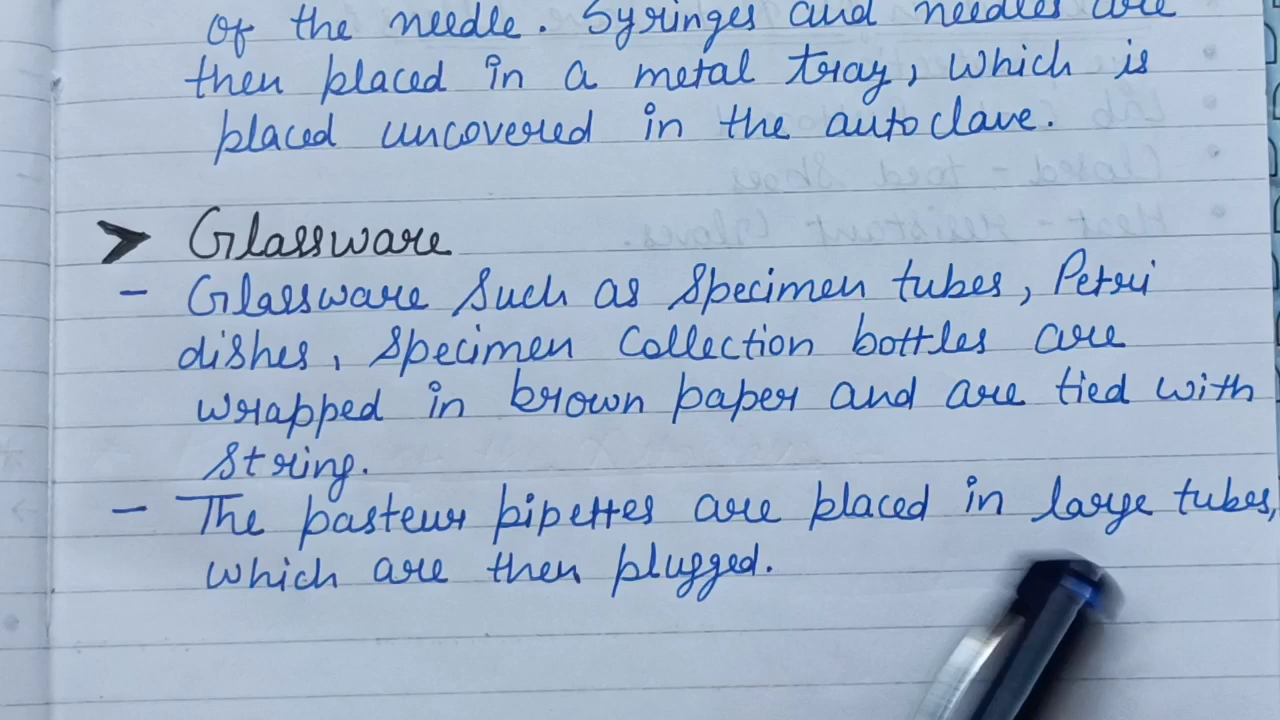 of the needle. Syringes and needles are
then placed in a metal tray, which is
placed uncovered in the autoclave.
➤ Glassware
- Glassware such as specimen tubes, Petri
dishes, specimen collection bottles are
wrapped in brown paper and are tied with
string.
- The pasteur pipettes are placed in large tubes,
which are then plugged.